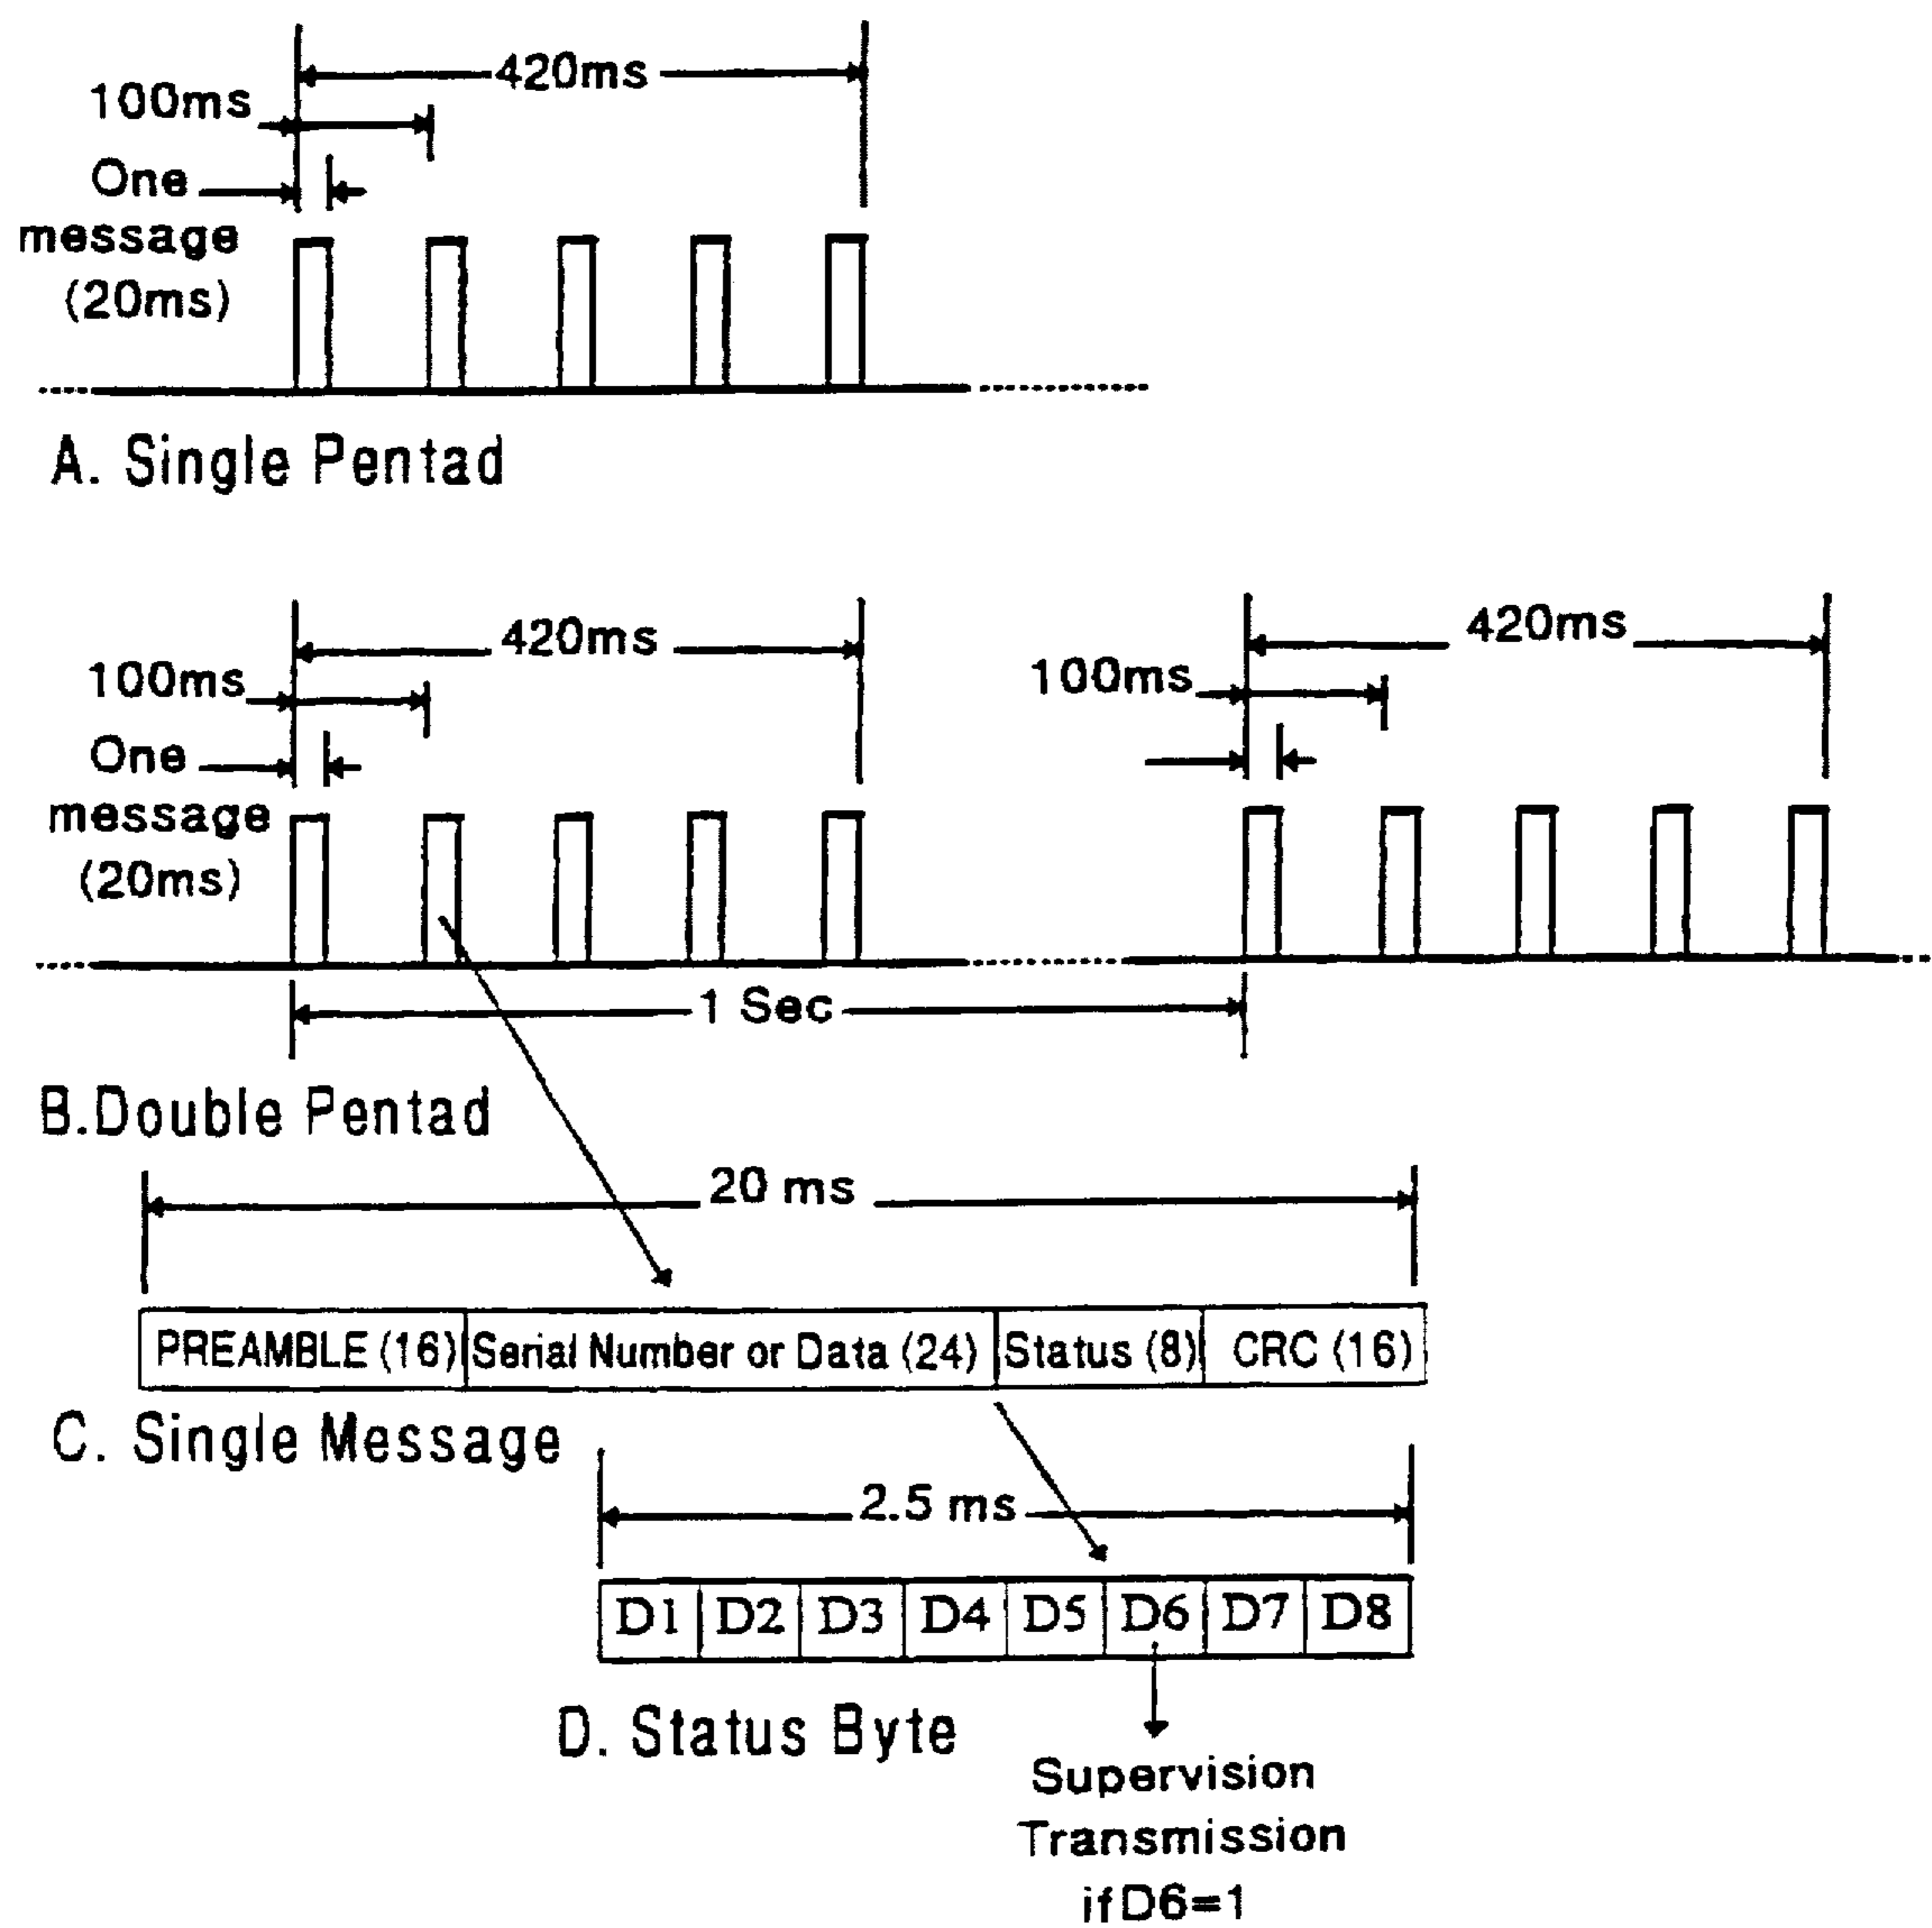 420ms
100ms
One
message
(20ms)
A. Single Pentad
420ms
100ms
One
message
(20ms)
420ms
100ms
1 Sec
B.Double Pentad
20 ms
PREAMBLE (16) Serial Number or Data (24) Status (8) CRC (16)
C. Single Message
2.5 ms
D1 D2 D3 D4 D5 D6 D7 D8
D. Status Byte
Supervision
Transmission
if D6=1